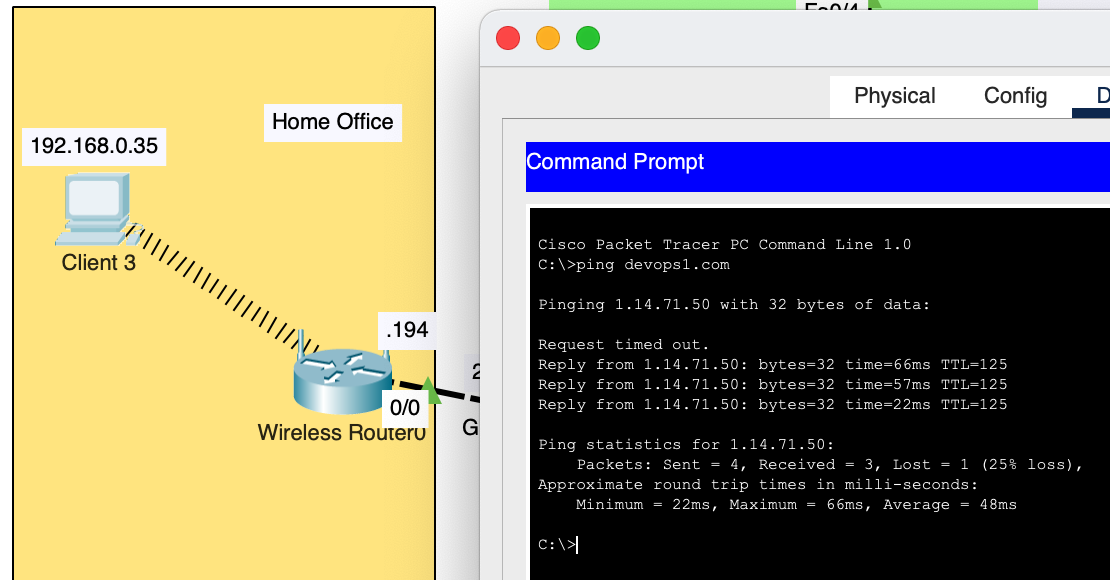 192.168.0.35
Client 3
Home Office
.194
0/0
Wireless Router0
2
G
Physical
Config
D
Command Prompt
Cisco Packet Tracer PC Command Line 1.0
C:\>ping devops1.com
Pinging 1.14.71.50 with 32 bytes of data:
Request timed out.
Reply from 1.14.71.50: bytes=32 time=66ms TTL=125
Reply from 1.14.71.50: bytes=32 time=57ms TTL=125
Reply from 1.14.71.50: bytes=32 time=22ms TTL=125
Ping statistics for 1.14.71.50:
Packets: Sent = 4, Received = 3, Lost = 1 (25% loss),
Approximate round trip times in milli-seconds:
Minimum = 22ms, Maximum = 66ms, Average = 48ms
C:\>